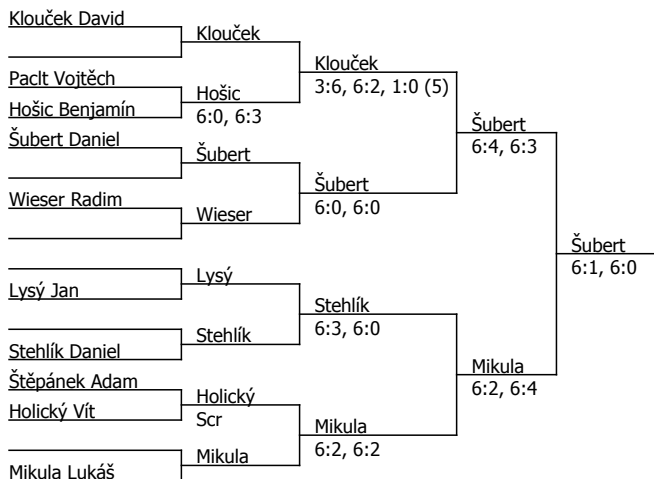 Klouček David
Klouček
Klouček
3:6, 6:2, 1:0 (5)
Paclt Vojtěch
Hošic
6:0, 6:3
Hošic Benjamín
Šubert
6:4, 6:3
Šubert Daniel
Šubert
Šubert
6:0, 6:0
Wieser Radim
Wieser
Šubert
6:1, 6:0
Lysý
Lysý Jan
Stehlík
6:3, 6:0
Stehlík
Stehlík Daniel
Mikula
6:2, 6:4
Štěpánek Adam
Holický
Scr
Holický Vít
Mikula
6:2, 6:2
Mikula
Mikula Lukáš